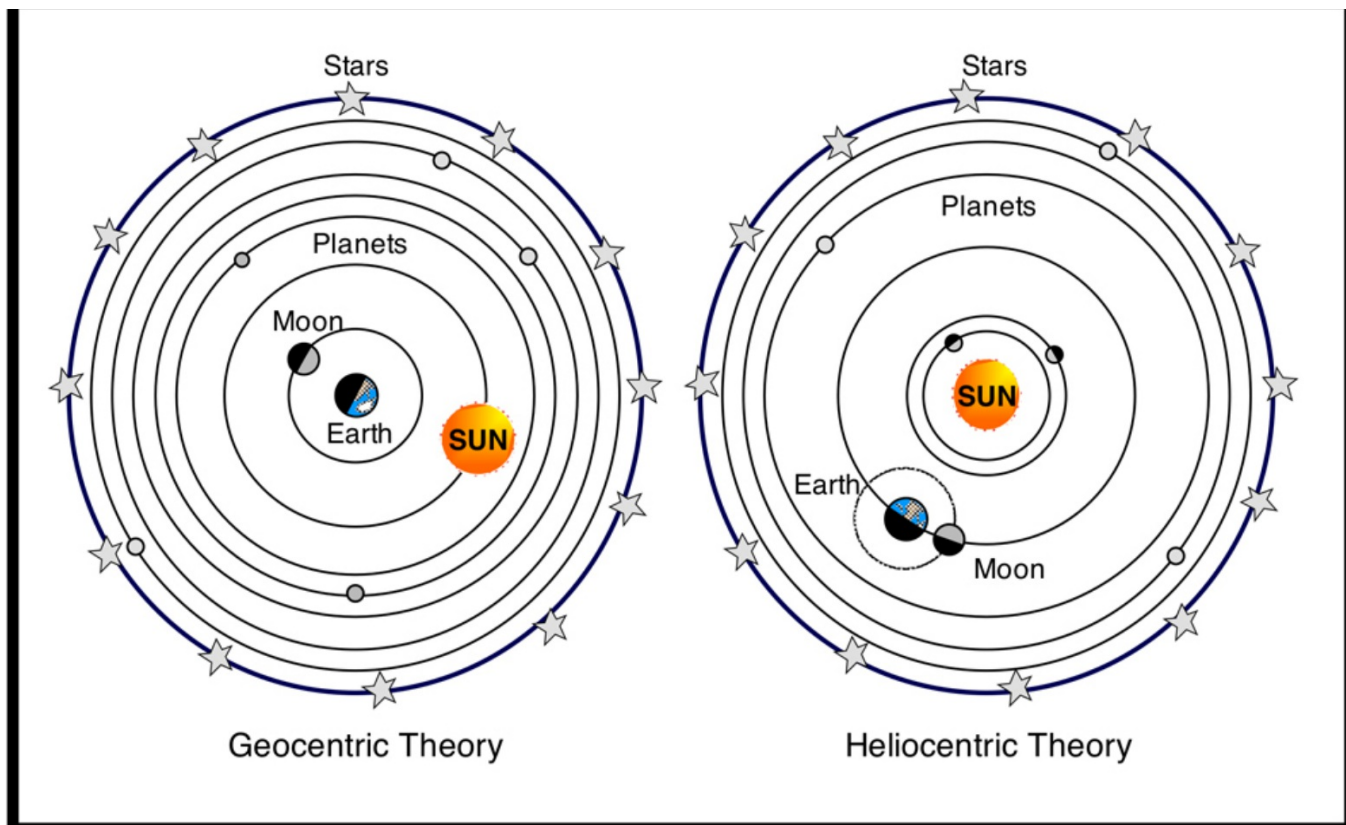 Stars
Planets
Moon
Earth
SUN
Geocentric Theory
Stars
Planets
SUN
Earth
Moon
Heliocentric Theory